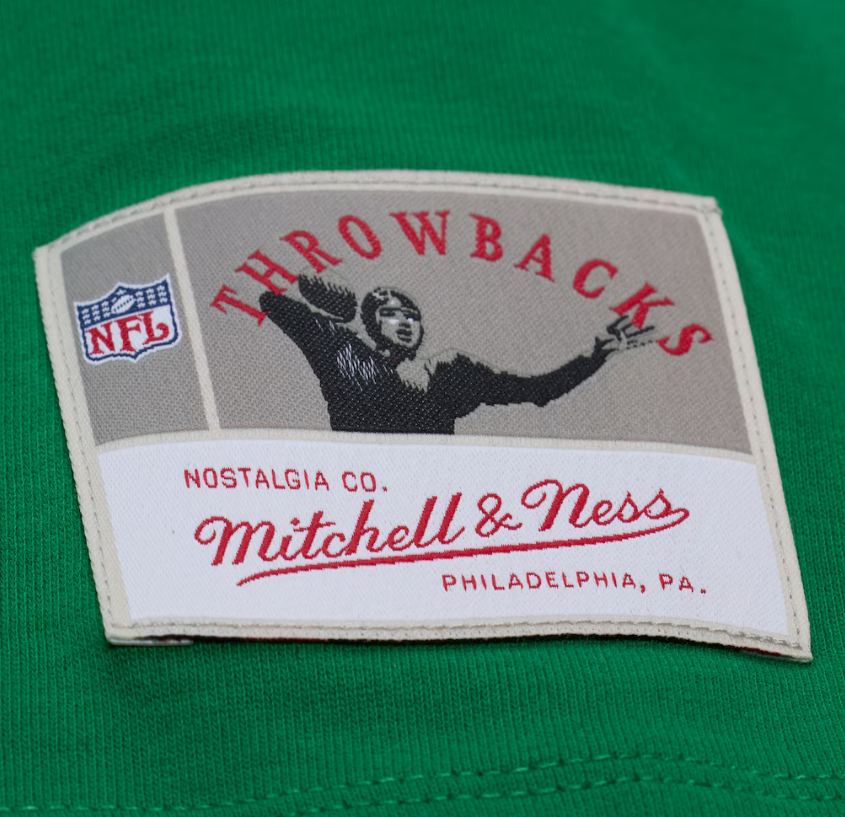 THROWBACKS
NFL
NOSTALGIA CO.
Mitchell & Ness
PHILADELPHIA, PA.